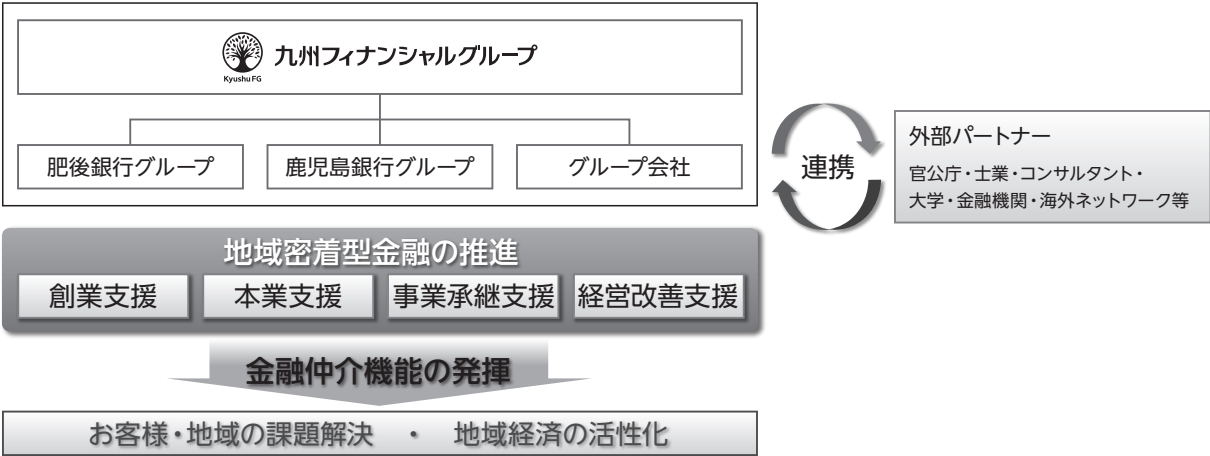 Kyushu FG
九州フィナンシャルグループ
肥後銀行グループ
鹿児島銀行グループ
グループ会社
連携
外部パートナー
官公庁・士業・コンサルタント・
大学・金融機関・海外ネットワーク等
地域密着型金融の推進
創業支援
本業支援
事業承継支援
経営改善支援
金融仲介機能の発揮
お客様・地域の課題解決 ・ 地域経済の活性化